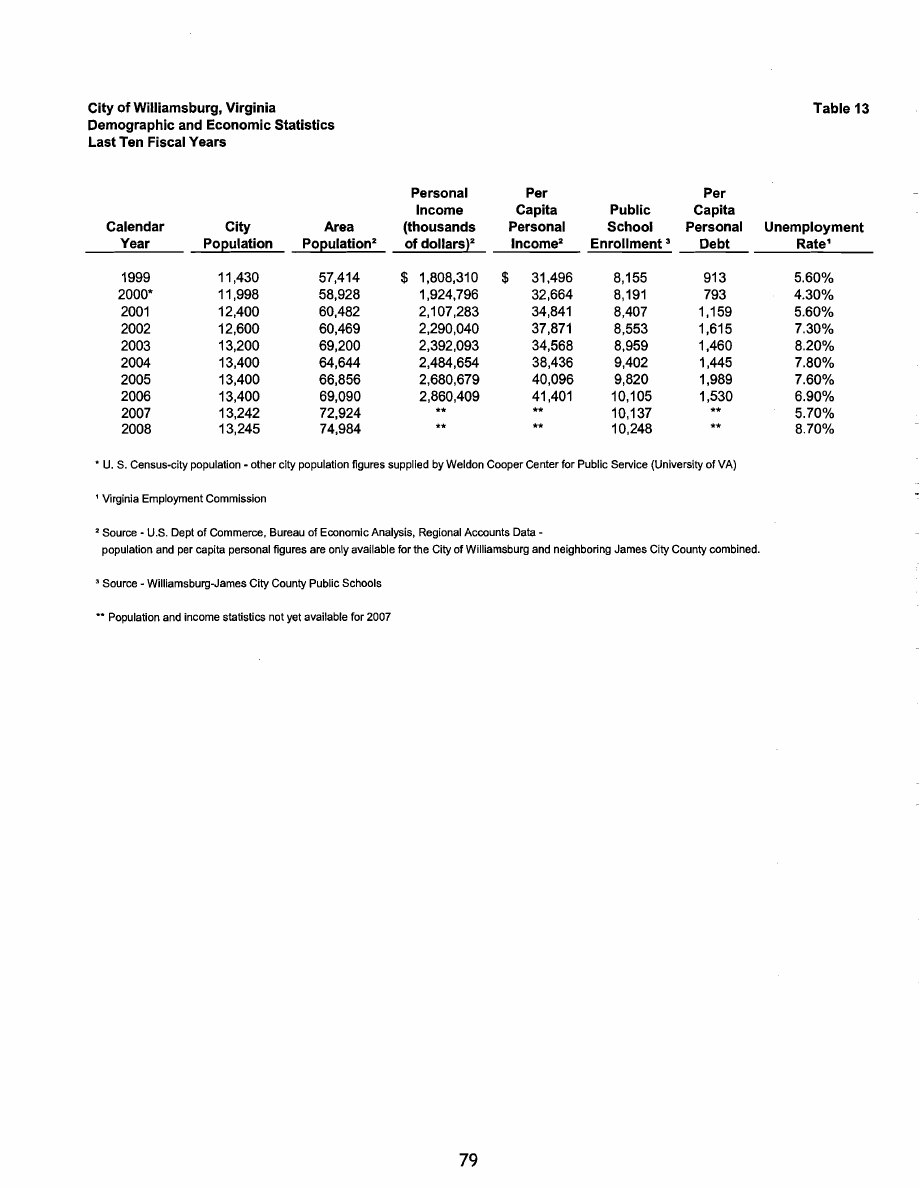 City of Williamsburg, Virginia Table 13
Demographic and Economic Statistics
Last Ten Fiscal Years
Personal Per Per
Income Capita Public Capita
Calendar City Area (thousands Personal School Personal Unemployment
Year Population Population² of dollars)² Income² Enrollment ³ Debt Rate¹
1999 11,430 57,414 $ 1,808,310 $ 31,496 8,155 913 5.60%
2000* 11,998 58,928 1,924,796 32,664 8,191 793 4.30%
2001 12,400 60,482 2,107,283 34,841 8,407 1,159 5.60%
2002 12,600 60,469 2,290,040 37,871 8,553 1,615 7.30%
2003 13,200 69,200 2,392,093 34,568 8,959 1,460 8.20%
2004 13,400 64,644 2,484,654 38,436 9,402 1,445 7.80%
2005 13,400 66,856 2,680,679 40,096 9,820 1,989 7.60%
2006 13,400 69,090 2,860,409 41,401 10,105 1,530 6.90%
2007 13,242 72,924 ** ** 10,137 ** 5.70%
2008 13,245 74,984 ** ** 10,248 ** 8.70%
* U. S. Census-city population - other city population figures supplied by Weldon Cooper Center for Public Service (University of VA)
¹ Virginia Employment Commission
² Source - U.S. Dept of Commerce, Bureau of Economic Analysis, Regional Accounts Data -
population and per capita personal figures are only available for the City of Williamsburg and neighboring James City County combined.
³ Source - Williamsburg-James City County Public Schools
** Population and income statistics not yet available for 2007
79